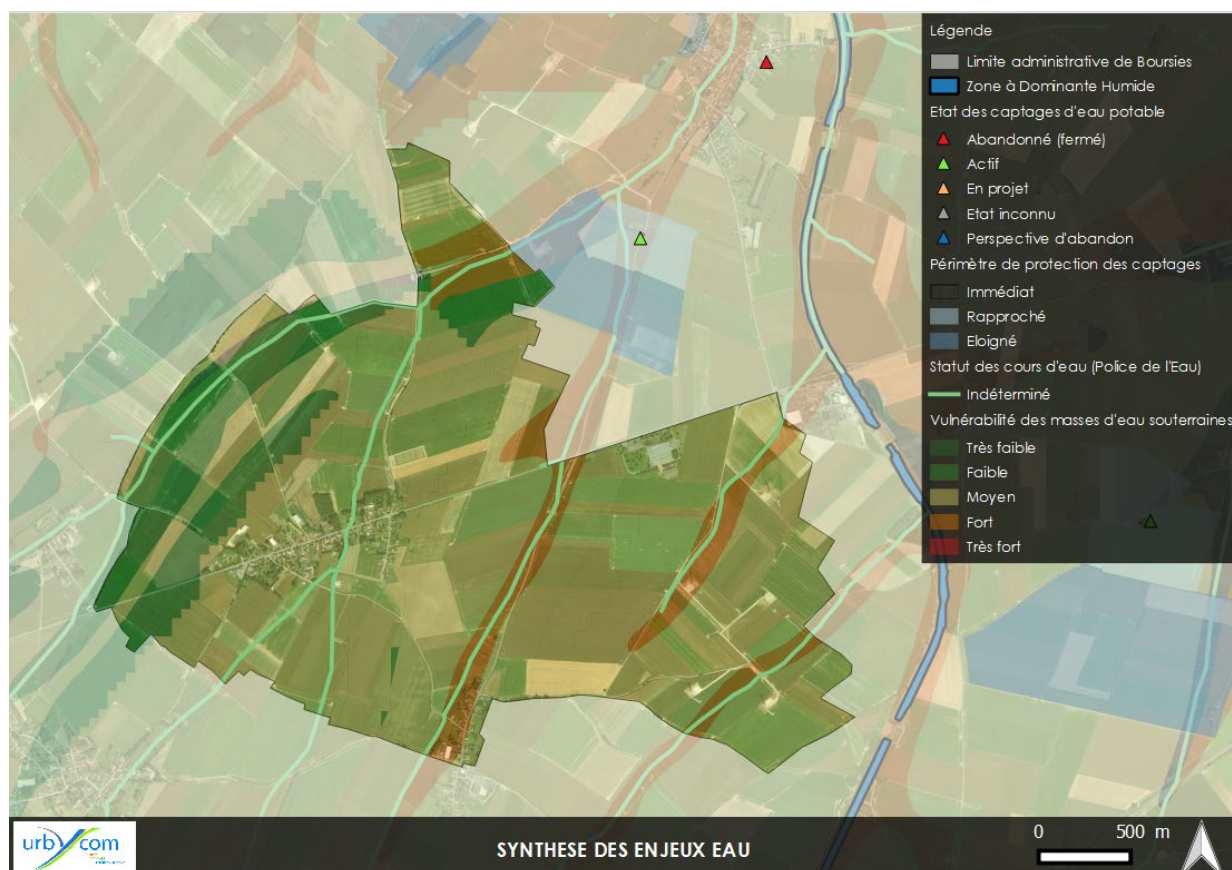 Légende
Limite administrative de Boursies
Zone à Dominante Humide
Etat des captages d'eau potable
Abandonné (fermé)
Actif
En projet
Etat inconnu
Perspective d'abandon
Périmètre de protection des captages
Immédiat
Rapproché
Eloigné
Statut des cours d'eau (Police de l'Eau)
Indéterminé
Vulnérabilité des masses d'eau souterraines
Très faible
Faible
Moyen
Fort
Très fort
urbycom
SYNTHESE DES ENJEUX EAU
0 500 m